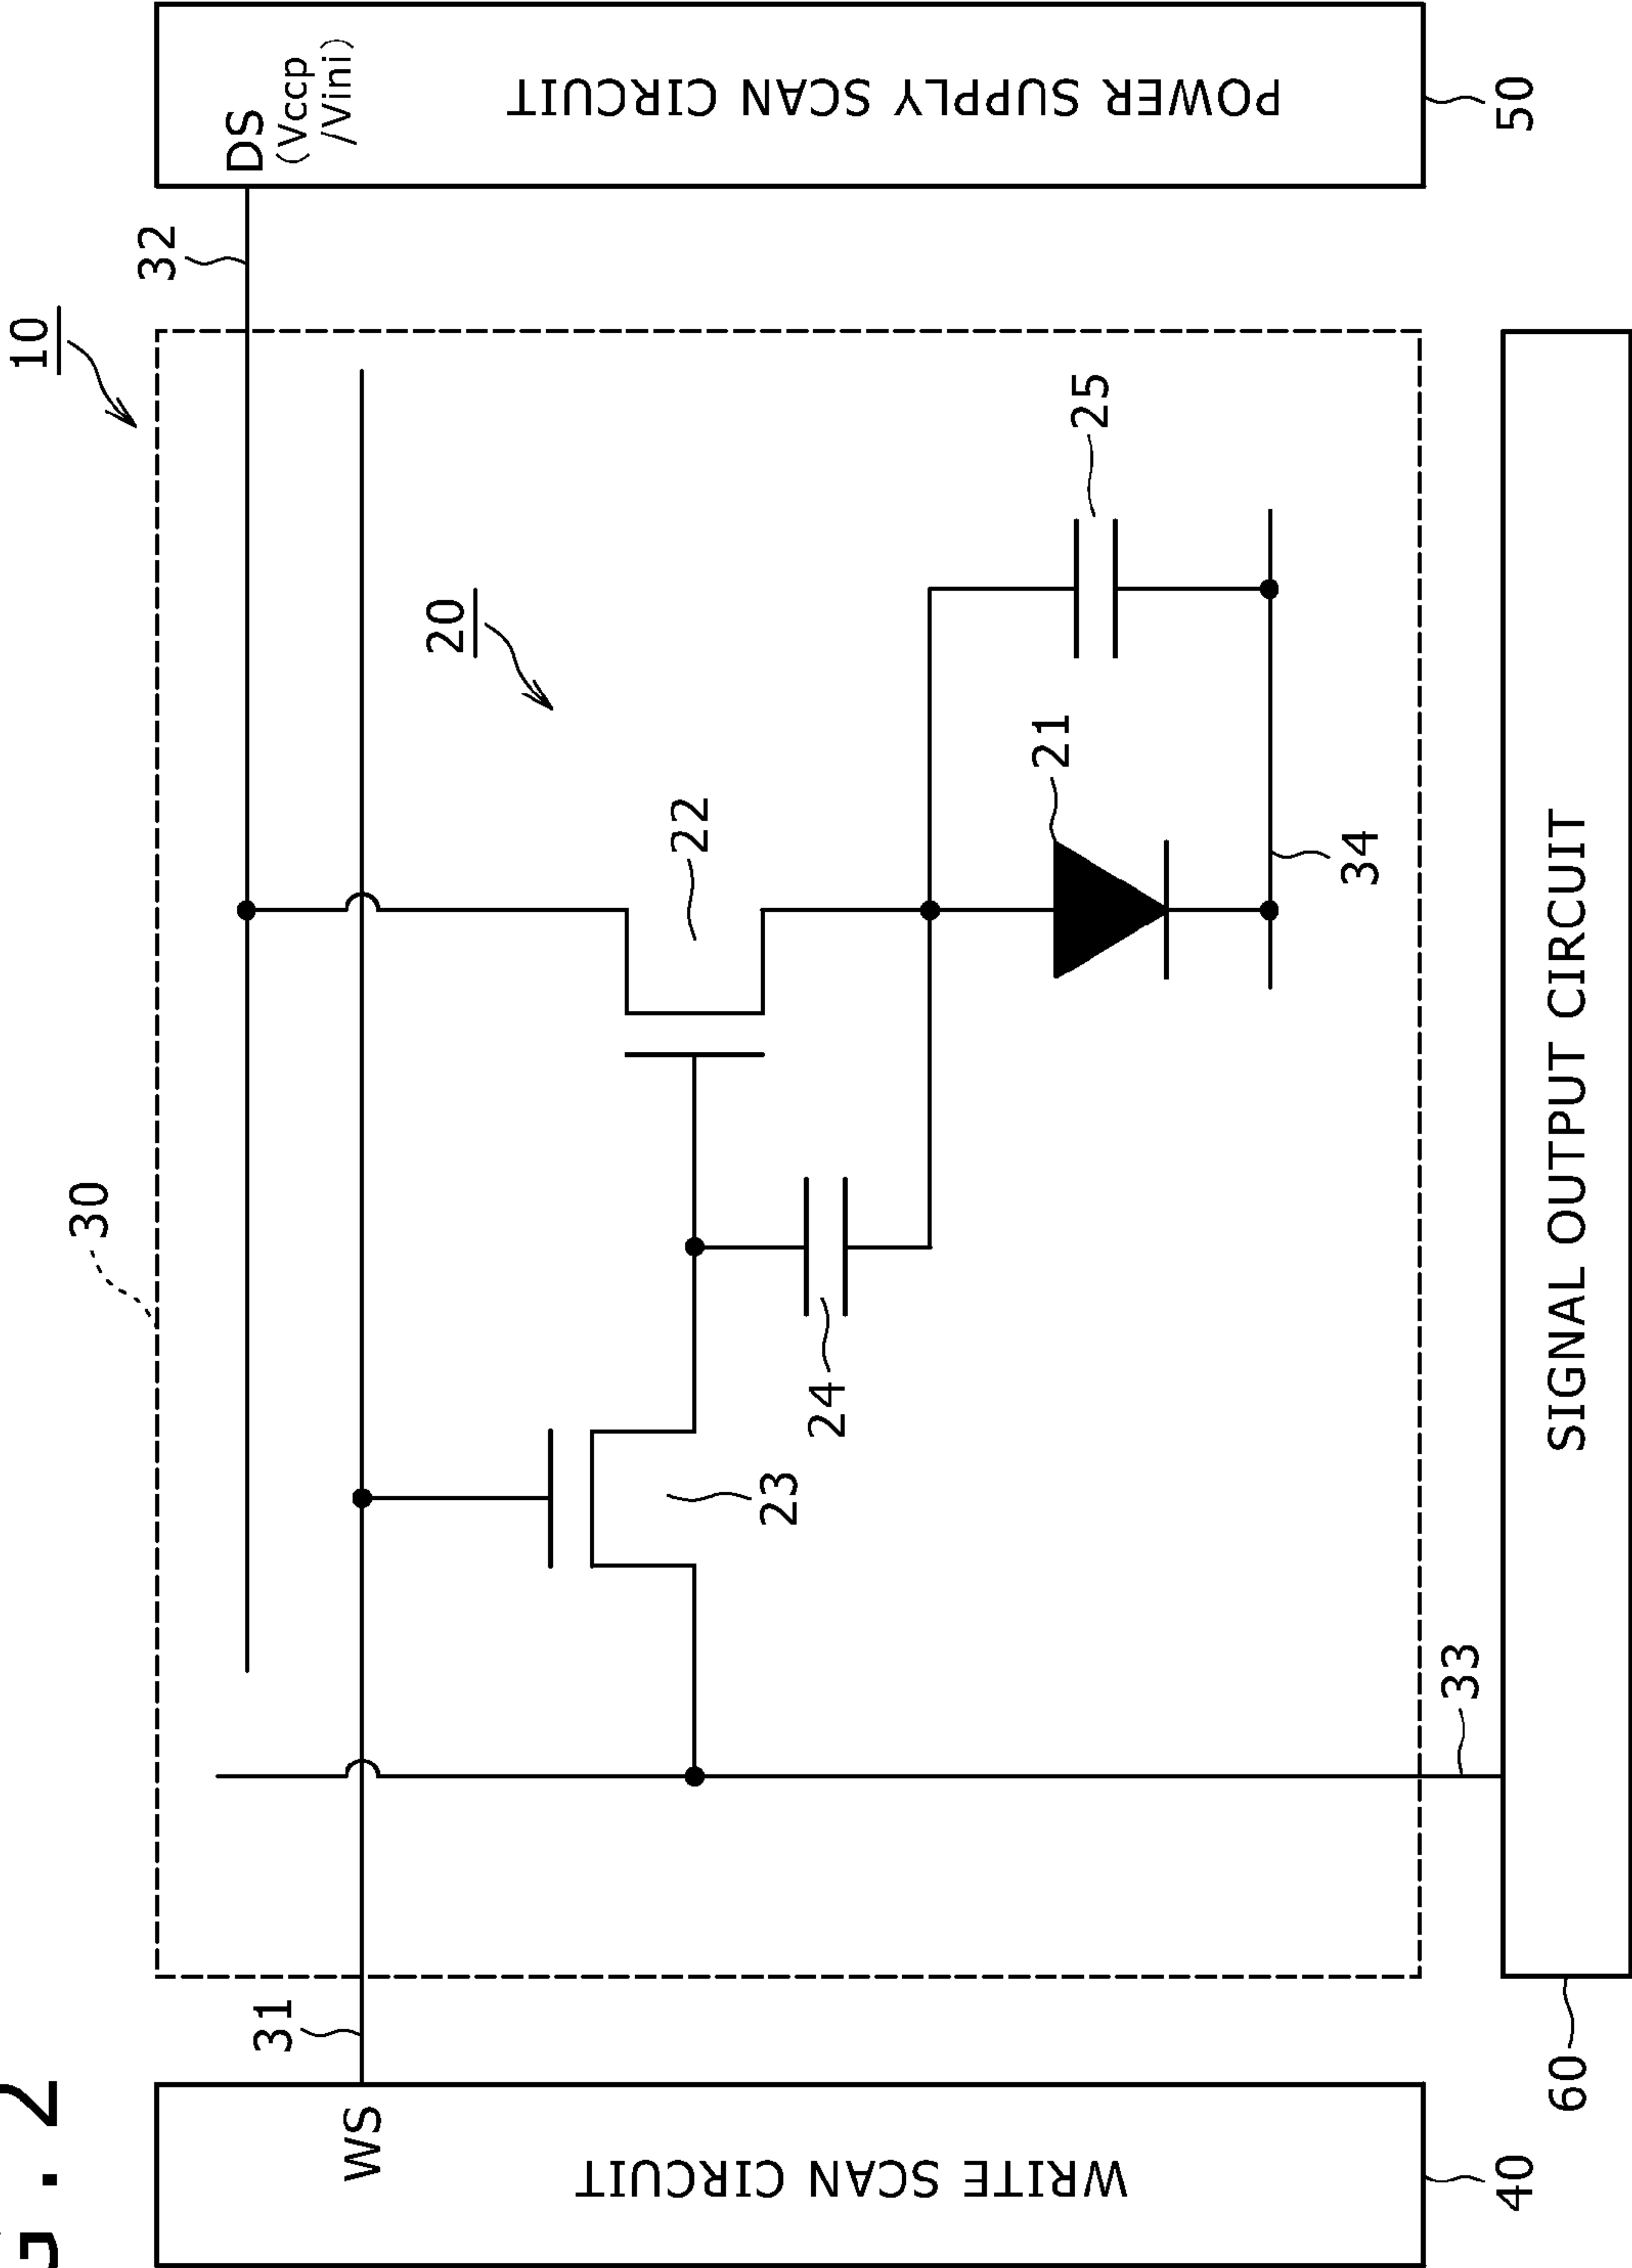 G . 2
10
30
32
DS
(Vccp
/Vini)
POWER SUPPLY SCAN CIRCUIT
50
31
WS
WRITE SCAN CIRCUIT
40
20
22
23
24
25
21
34
33
SIGNAL OUTPUT CIRCUIT
60